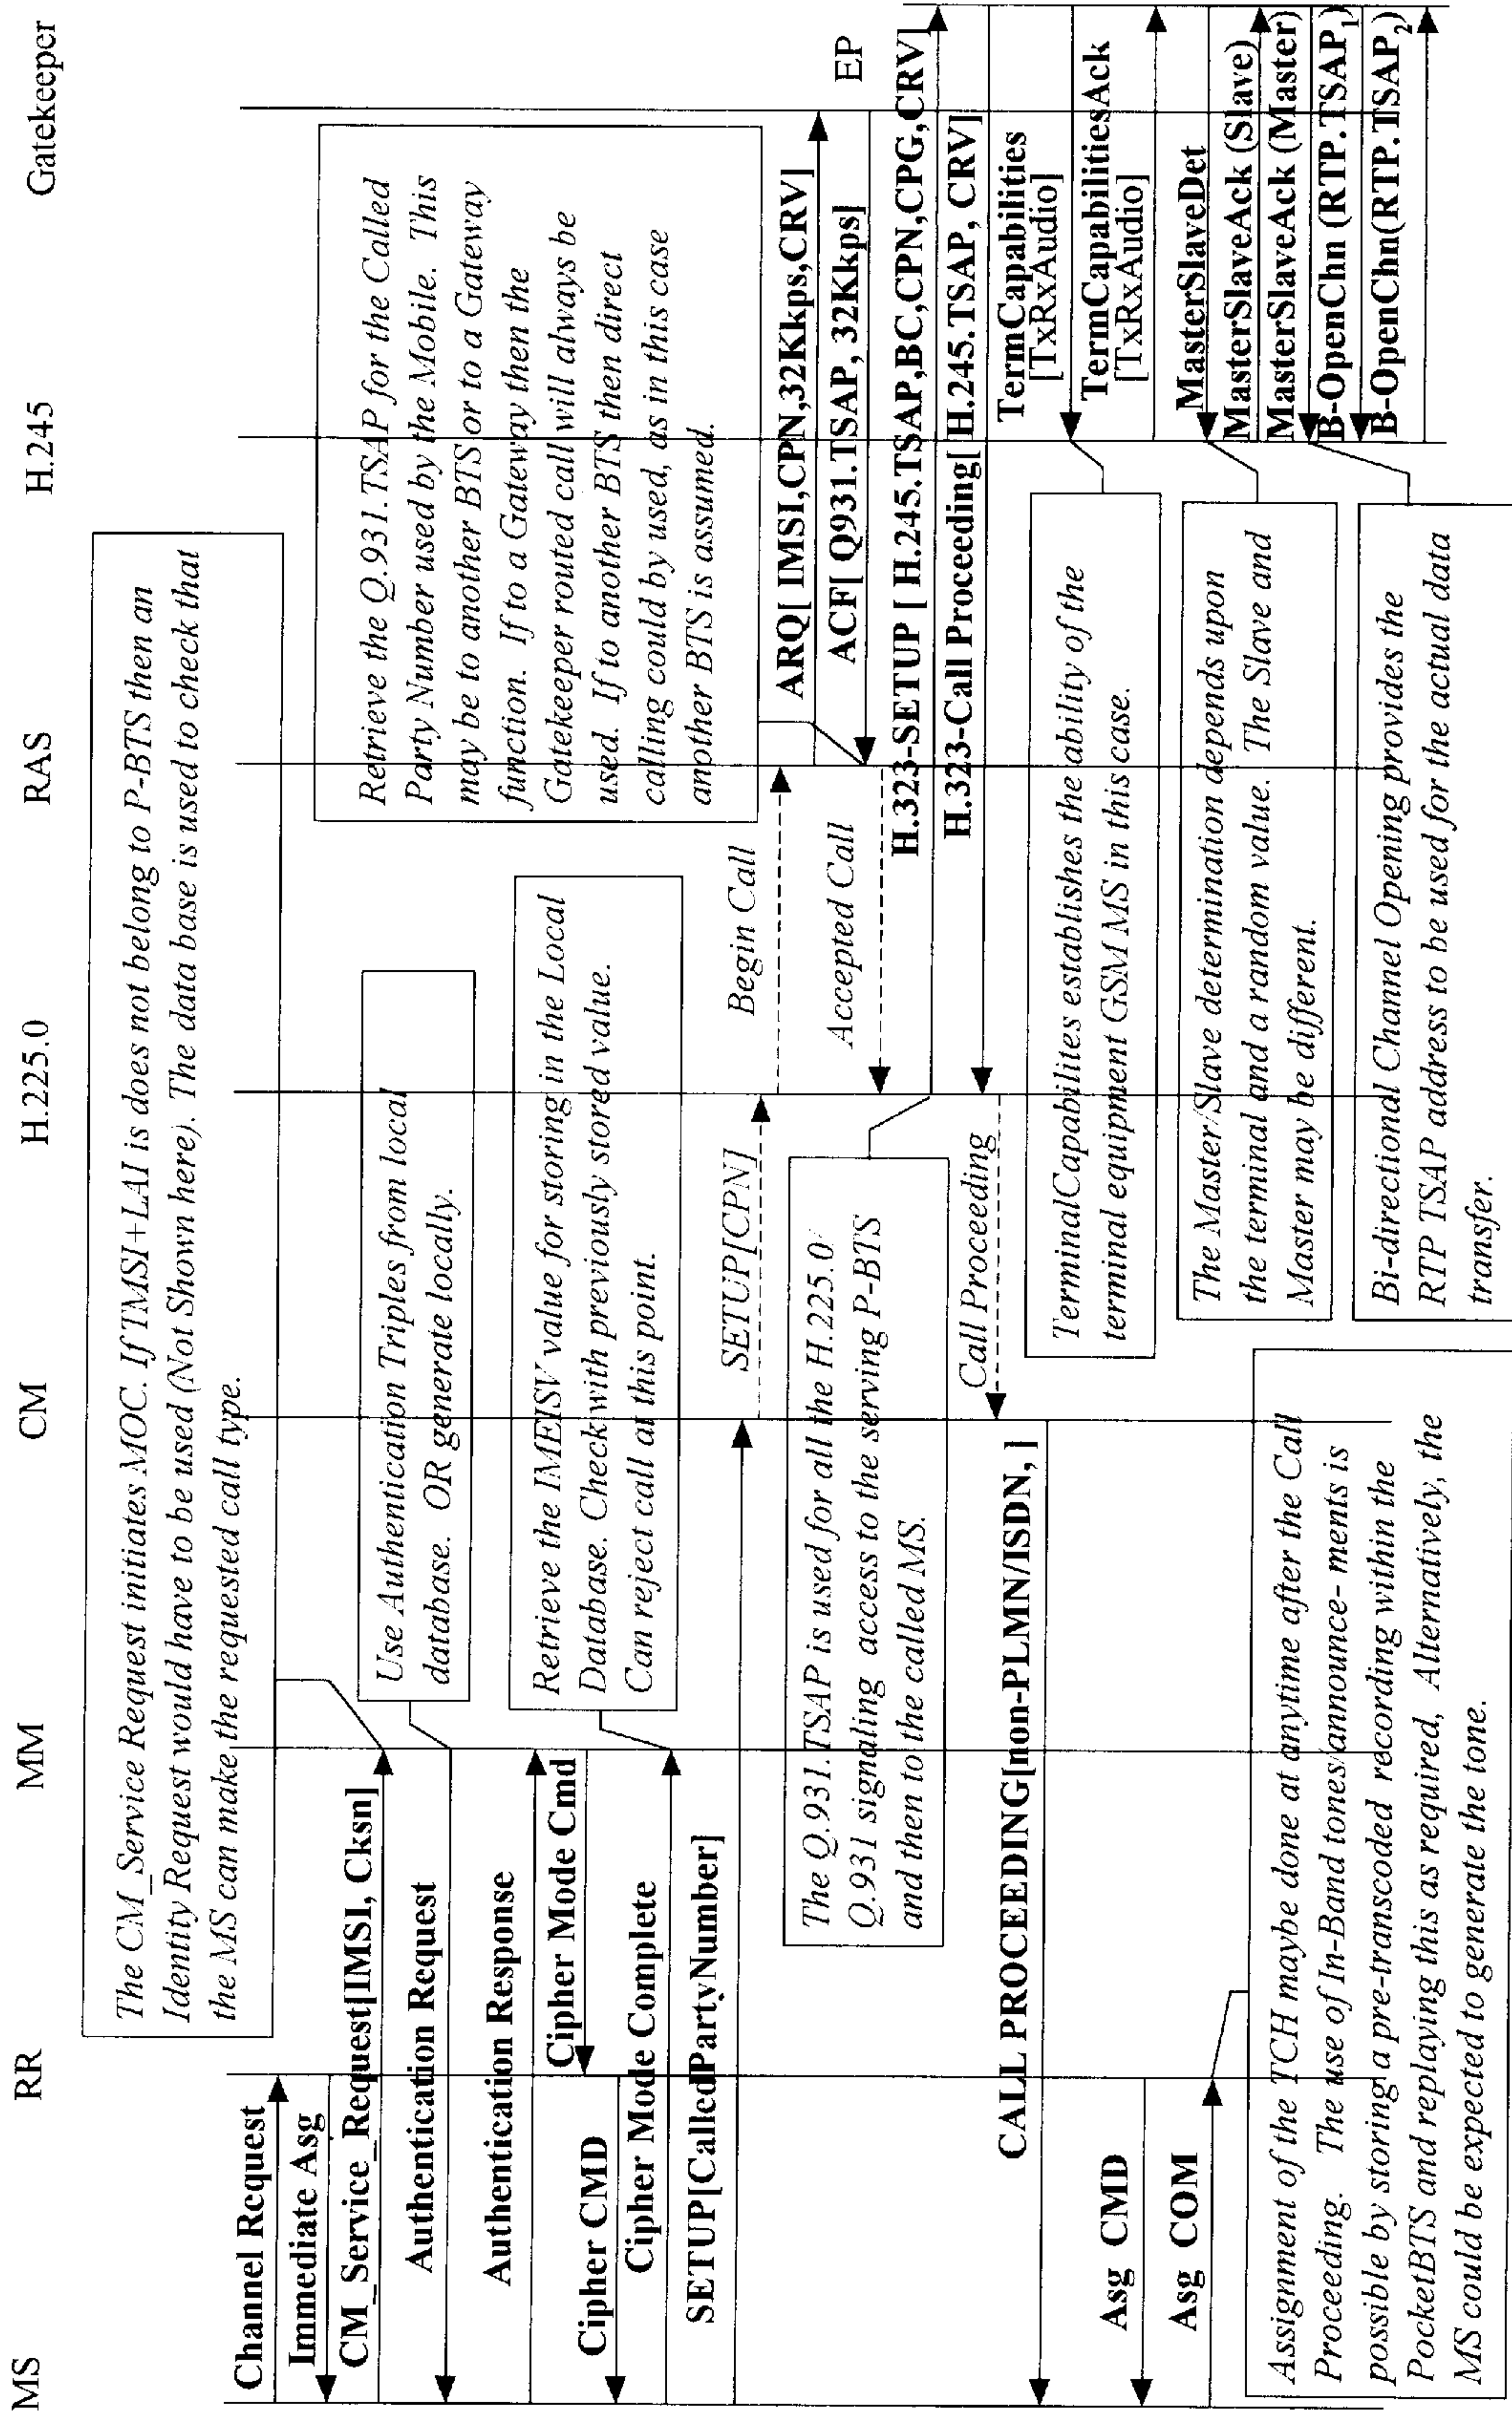 MS RR MM CM H.225.0 RAS H.245 Gatekeeper
The CM_Service Request initiates MOC. If TMSI+LAI is does not belong to P-BTS then an
Identity Request would have to be used (Not Shown here). The data base is used to check that
the MS can make the requested call type.
Channel Request
Immediate Asg
CM_Service_Request[IMSI, Cksn]
Use Authentication Triples from local
database. OR generate locally.
Authentication Request
Authentication Response
Retrieve the IMEISV value for storing in the Local
Database. Check with previously stored value.
Can reject call at this point.
Cipher Mode Cmd
Cipher CMD
Cipher Mode Complete
SETUP[CalledPartyNumber]
SETUP[CPN]
Begin Call
Retrieve the Q.931.TSAP for the Called
Party Number used by the Mobile. This
may be to another BTS or to a Gateway
function. If to a Gateway then the
Gatekeeper routed call will always be
used. If to another BTS then direct
calling could by used, as in this case
another BTS is assumed.
ARQ[ IMSI,CPN,32Kkps,CRV]
ACF[ Q931.TSAP, 32Kkps]
EP
Accepted Call
The Q.931.TSAP is used for all the H.225.0/
Q.931 signaling access to the serving P-BTS
and then to the called MS.
H.323-SETUP [ H.245.TSAP,BC,CPN,CPG,CRV]
H.323-Call Proceeding[ H.245.TSAP, CRV]
Call Proceeding
CALL PROCEEDING[non-PLMN/ISDN, ]
TermCapabilities
[TxRxAudio]
TermCapabilitiesAck
[TxRxAudio]
TerminalCapabilites establishes the ability of the
terminal equipment GSM MS in this case.
Asg CMD
Asg COM
MasterSlaveDet
MasterSlaveAck (Slave)
MasterSlaveAck (Master)
The Master/Slave determination depends upon
the terminal and a random value. The Slave and
Master may be different.
B-OpenChn (RTP.TSAP1)
B-OpenChn(RTP.TSAP2)
Bi-directional Channel Opening provides the
RTP TSAP address to be used for the actual data
transfer.
Assignment of the TCH maybe done at anytime after the Call
Proceeding. The use of In-Band tones/announce- ments is
possible by storing a pre-transcoded recording within the
PocketBTS and replaying this as required, Alternatively, the
MS could be expected to generate the tone.